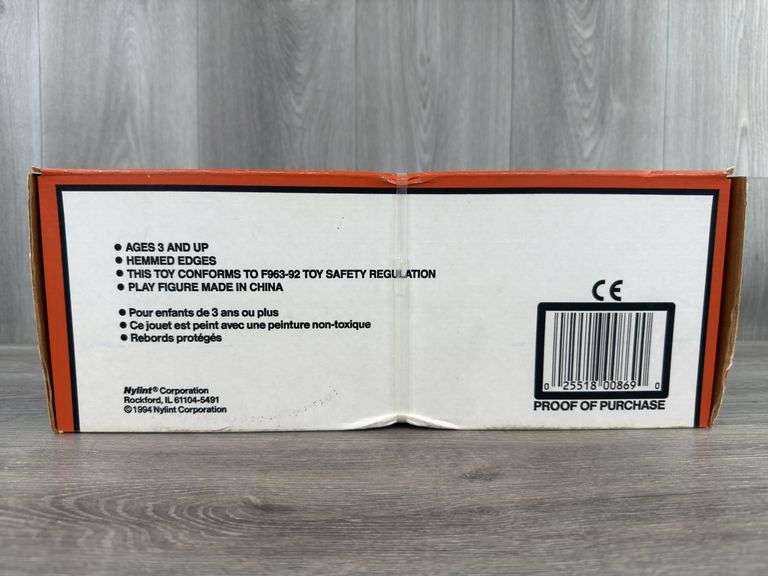 • AGES 3 AND UP
• HEMMED EDGES
• THIS TOY CONFORMS TO F963-92 TOY SAFETY REGULATION
• PLAY FIGURE MADE IN CHINA
• Pour enfants de 3 ans ou plus
• Ce jouet est peint avec une peinture non-toxique
• Rebords protégés
Nylint® Corporation
Rockford, IL 61104-5491
© 1994 Nylint Corporation
CE
0 25518 00869 0
PROOF OF PURCHASE